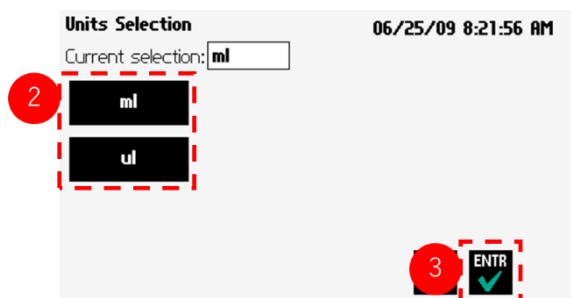 Units Selection 06/25/09 8:21:56 AM
Current selection: ml
2
ml
ul
3
ENTR